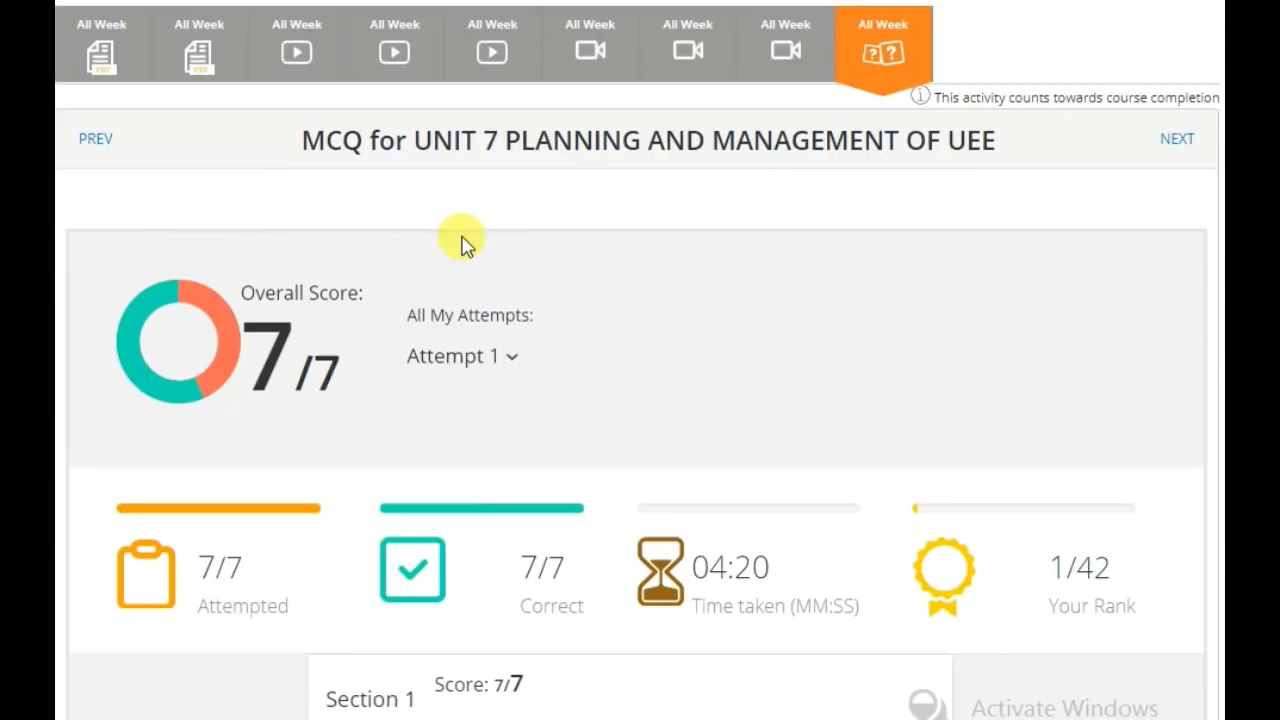 All Week All Week All Week All Week All Week All Week All Week All Week All Week
This activity counts towards course completion
PREV MCQ for UNIT 7 PLANNING AND MANAGEMENT OF UEE NEXT
Overall Score:
7/7
All My Attempts:
Attempt 1
7/7 7/7 04:20 1/42
Attempted Correct Time taken (MM:SS) Your Rank
Section 1 Score: 7/7
Activate Windows